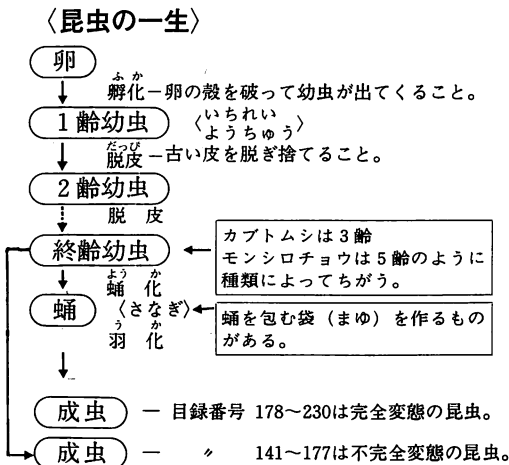 〈昆虫の一生〉
卵
ふ か
孵化－卵の殻を破って幼虫が出てくること。
1齢幼虫 〈いちれい
ようちゅう〉
だっぴ
脱皮－古い皮を脱ぎ捨てること。
2齢幼虫
脱 皮
終齢幼虫
カブトムシは3齢
モンシロチョウは5齢のように
種類によってちがう。
よう か
蛹 化
蛹 〈さなぎ〉
う か
羽 化
蛹を包む袋（まゆ）を作るもの
がある。
成虫 － 目録番号 178～230は完全変態の昆虫。
成虫 － 〃 141～177は不完全変態の昆虫。